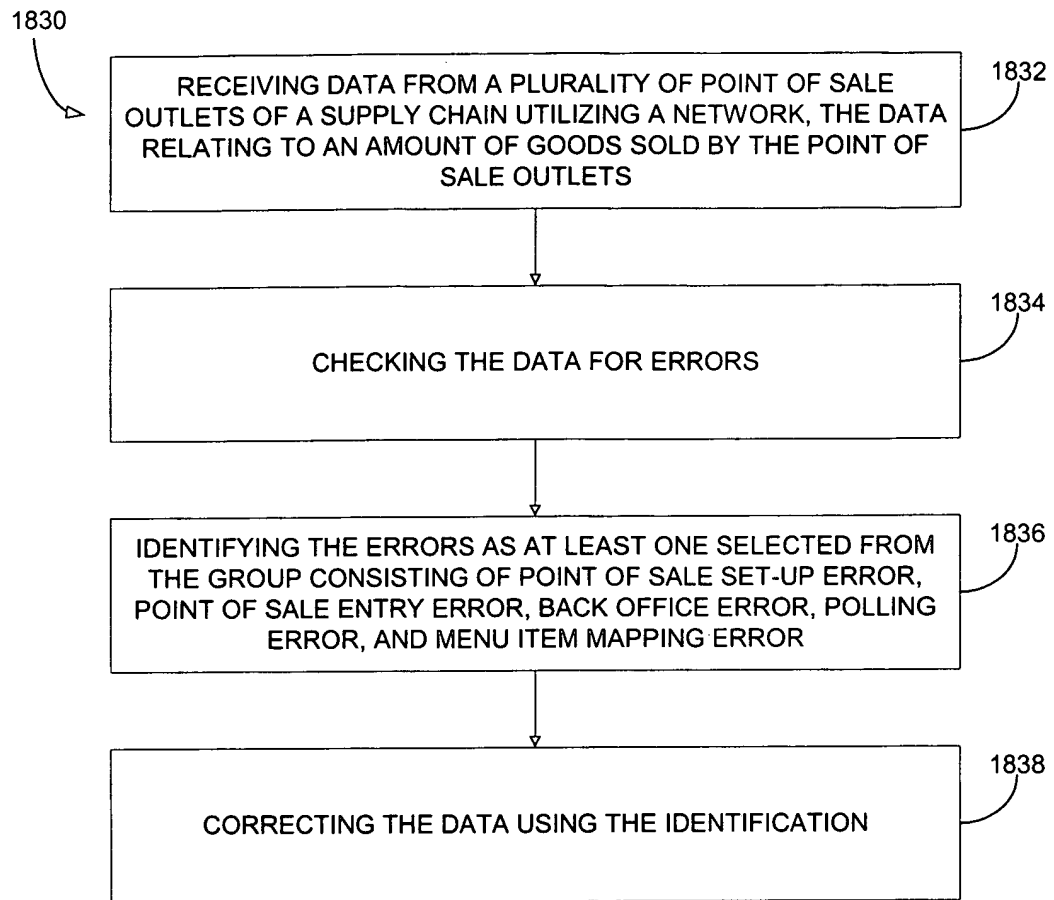 1830
RECEIVING DATA FROM A PLURALITY OF POINT OF SALE
OUTLETS OF A SUPPLY CHAIN UTILIZING A NETWORK, THE DATA
RELATING TO AN AMOUNT OF GOODS SOLD BY THE POINT OF
SALE OUTLETS
1832
CHECKING THE DATA FOR ERRORS
1834
IDENTIFYING THE ERRORS AS AT LEAST ONE SELECTED FROM
THE GROUP CONSISTING OF POINT OF SALE SET-UP ERROR,
POINT OF SALE ENTRY ERROR, BACK OFFICE ERROR, POLLING
ERROR, AND MENU ITEM MAPPING ERROR
1836
CORRECTING THE DATA USING THE IDENTIFICATION
1838